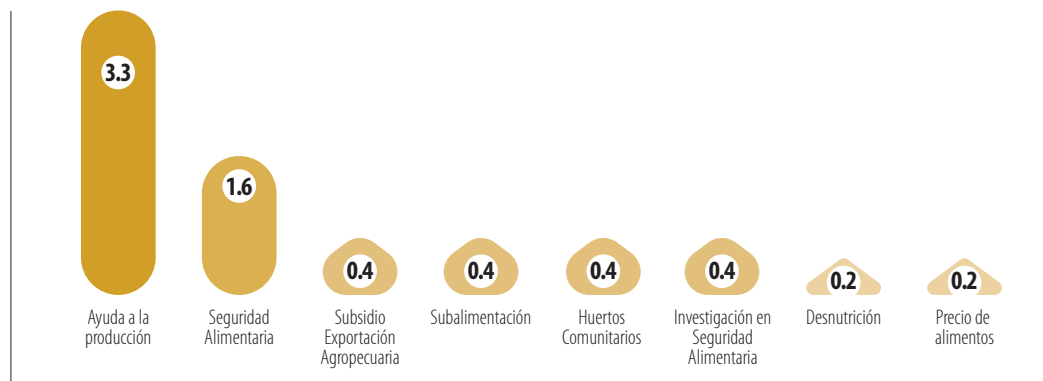 3.3
1.6
0.4
0.4
0.4
0.4
0.2
0.2
Ayuda a la
producción
Seguridad
Alimentaria
Subsidio
Exportación
Agropecuaria
Subalimentación
Huertos
Comunitarios
Investigación en
Seguridad
Alimentaria
Desnutrición
Precio de
alimentos